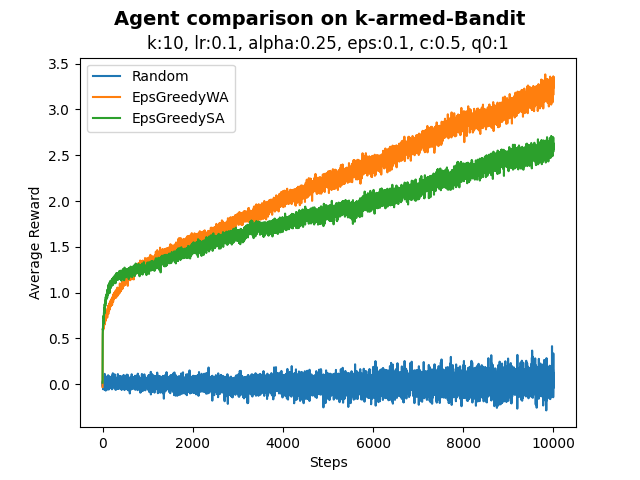 Agent comparison on k-armed-Bandit
k:10, lr:0.1, alpha:0.25, eps:0.1, c:0.5, q0:1
Random
EpsGreedyWA
EpsGreedySA
Average Reward
3.5
3.0
2.5
2.0
1.5
1.0
0.5
0.0
0 2000 4000 6000 8000 10000
Steps